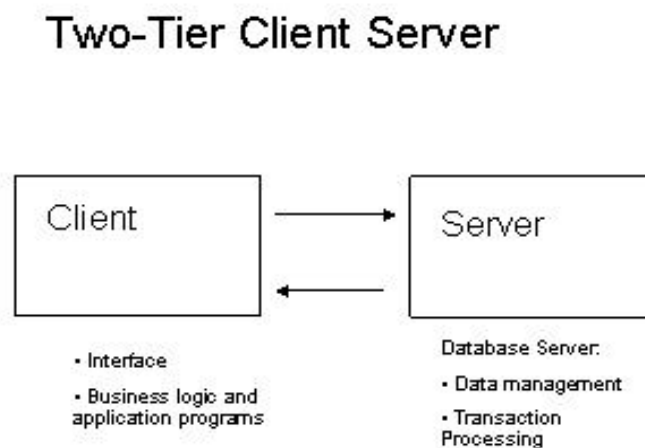 Two-Tier Client Server
Client
Server
• Interface
• Business logic and
application programs
Database Server:
• Data management
• Transaction
Processing